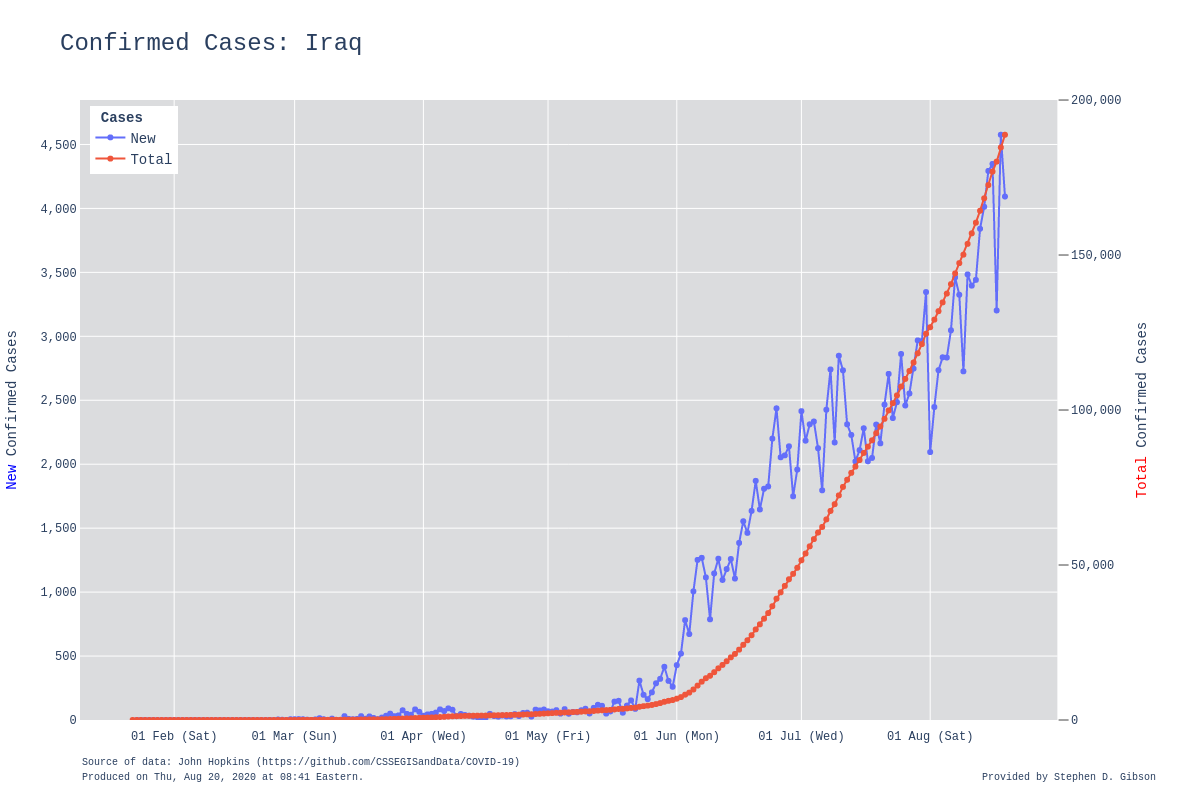 Confirmed Cases: Iraq
Cases
New
Total
4,500
4,000
3,500
3,000
2,500
2,000
1,500
1,000
500
0
New Confirmed Cases
200,000
150,000
100,000
50,000
0
Total Confirmed Cases
01 Feb (Sat) 01 Mar (Sun) 01 Apr (Wed) 01 May (Fri) 01 Jun (Mon) 01 Jul (Wed) 01 Aug (Sat)
Source of data: John Hopkins (https://github.com/CSSEGISandData/COVID-19)
Produced on Thu, Aug 20, 2020 at 08:41 Eastern.
Provided by Stephen D. Gibson